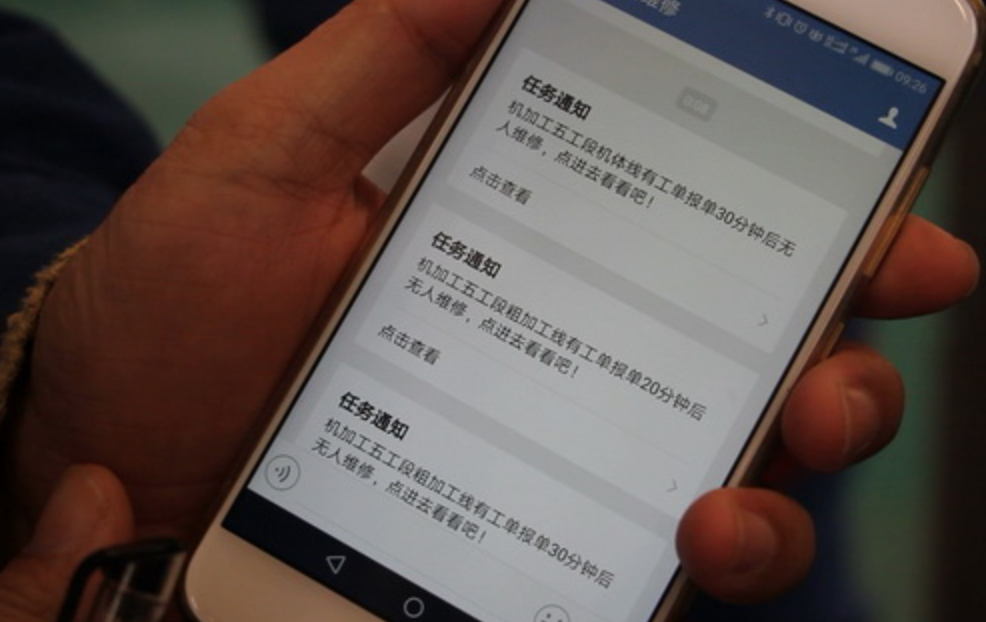 维修
09:26
任务通知
机加工五工段机体线有工单报单30分钟后无
人维修，点进去看看吧！
点击查看
任务通知
机加工五工段粗加工线有工单报单20分钟后
无人维修，点进去看看吧！
点击查看
任务通知
机加工五工段粗加工线有工单报单30分钟后
无人维修，点进去看看吧！